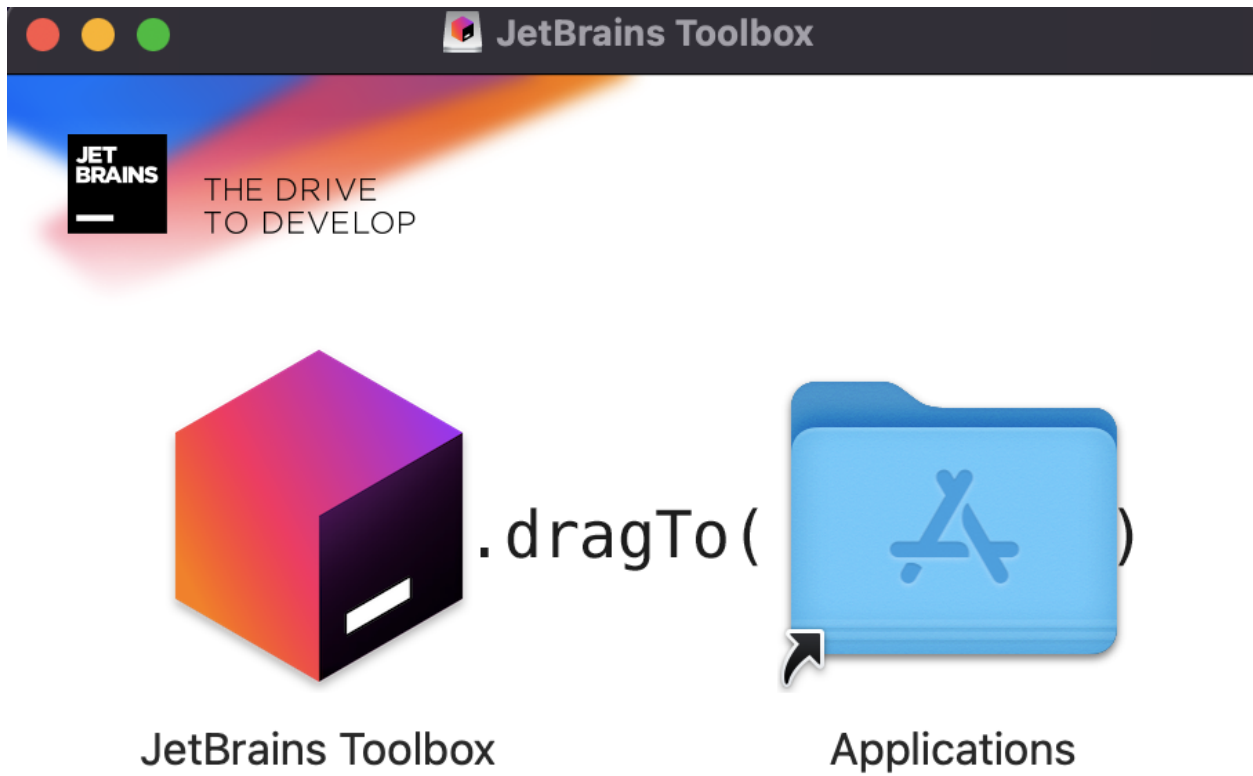 JetBrains Toolbox
JET
BRAINS
THE DRIVE
TO DEVELOP
.dragTo( )
JetBrains Toolbox
Applications